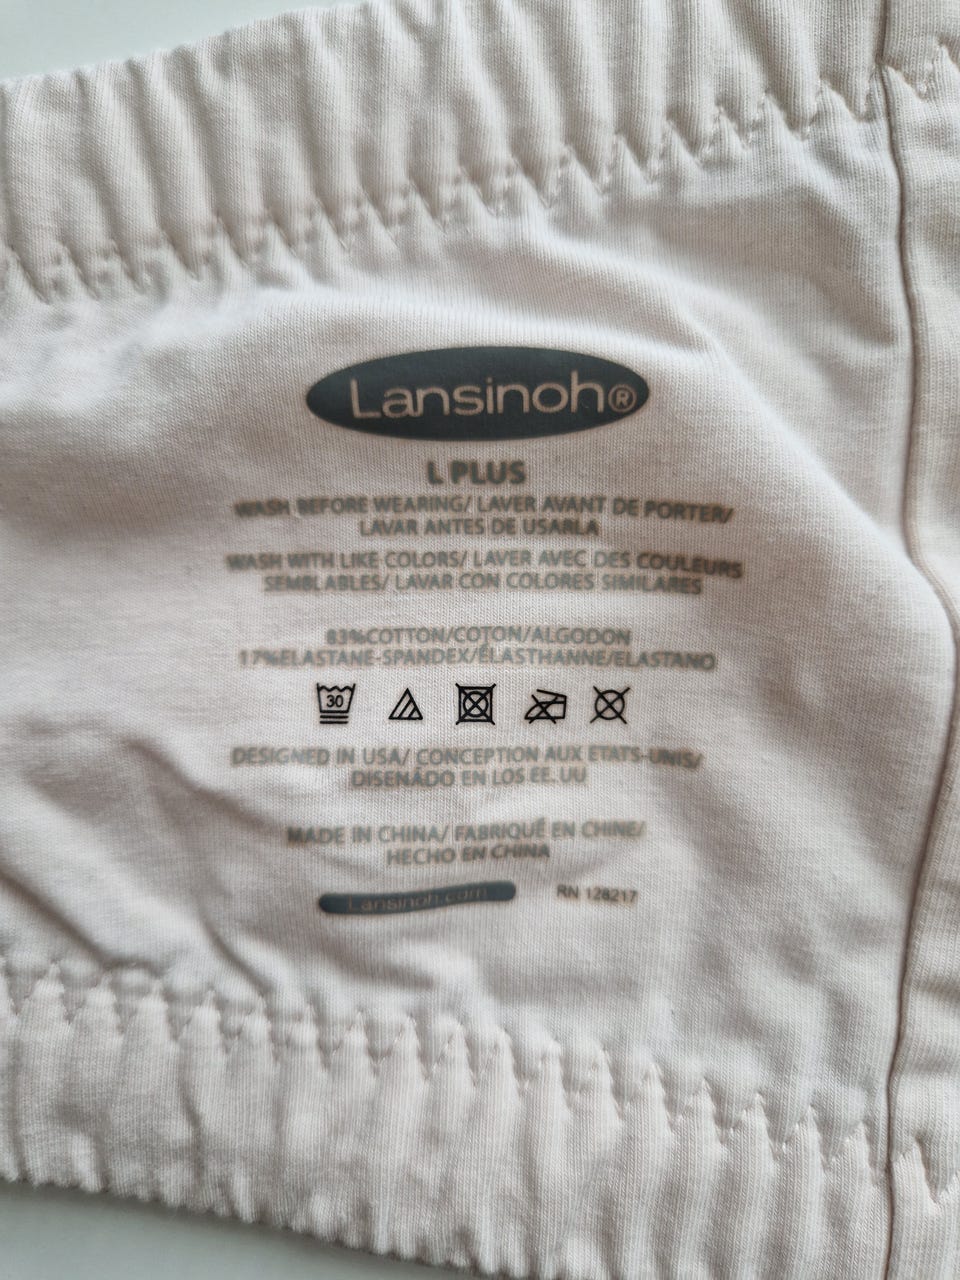 Lansinoh®
L PLUS
WASH BEFORE WEARING/ LAVER AVANT DE PORTER/
LAVAR ANTES DE USARLA
WASH WITH LIKE COLORS/ LAVER AVEC DES COULEURS
SEMBLABLES/ LAVAR CON COLORES SIMILARES
83%COTTON/COTON/ALGODON
17%ELASTANE-SPANDEX/ÉLASTHANNE/ELASTANO
30
DESIGNED IN USA/ CONCEPTION AUX ETATS-UNIS/
DISENÃDO EN LOS EE.UU
MADE IN CHINA/ FABRIQUÉ EN CHINE/
HECHO EN CHINA
Lansinoh.com RN 128217